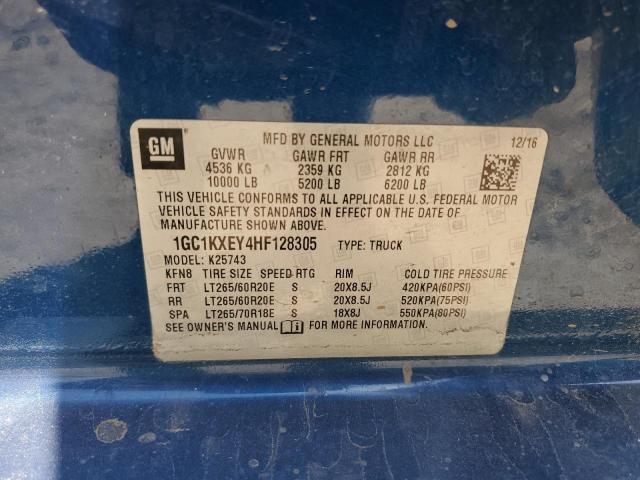 GM
MFD BY GENERAL MOTORS LLC 12/16
GVWR GAWR FRT GAWR RR
4536 KG 2359 KG 2812 KG
10000 LB 5200 LB 6200 LB
THIS VEHICLE CONFORMS TO ALL APPLICABLE U.S. FEDERAL MOTOR
VEHICLE SAFETY STANDARDS IN EFFECT ON THE DATE OF
MANUFACTURE SHOWN ABOVE.
1GC1KXEY4HF128305 TYPE: TRUCK
MODEL: K25743
KFN8 TIRE SIZE SPEED RTG RIM COLD TIRE PRESSURE
FRT LT265/60R20E S 20X8.5J 420KPA(60PSI)
RR LT265/60R20E S 20X8.5J 520KPA(75PSI)
SPA LT265/70R18E S 18X8J 550KPA(80PSI)
SEE OWNER'S MANUAL FOR MORE INFORMATION.